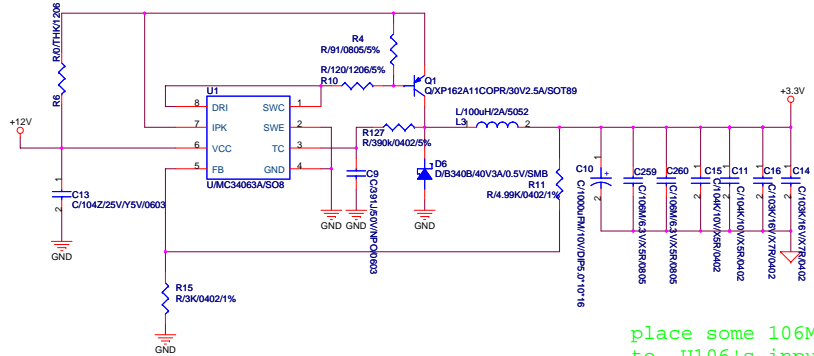 R/0/THK/1206
R6
+12V
C13
C/104Z/25V/Y5V/0603
GND
U1
8 DRI SWC 1
7 IPK SWE 2
6 VCC TC 3
5 FB GND 4
U/MC34063A/SO8
R4
R/91/0805/5%
R/120/1206/5%
R10
Q1
Q/XP162A11COPR/30V2.5A/SOT89
L/100uH/2A/5052
L3
2
R127
R/390k/0402/5%
C9
C/391J/50V/NPO/0603
GND
GND
D6
D/B340B/40V3A/0.5V/SMB
GND
R11
R/4.99K/0402/1%
R15
R/3K/0402/1%
GND
+3.3V
C10
C/1000uFM/10V/DIP5.0*10*16
C259
C/106M/6.3V/X5R/0805
C260
C/106M/6.3V/X5R/0805
C15
C/104K/10V/X5R/0402
C11
C/104K/10V/X5R/0402
C16
C/103K/16V/X7R/0402
C14
C/103K/16V/X7R/0402
place some 106M
to U106's input